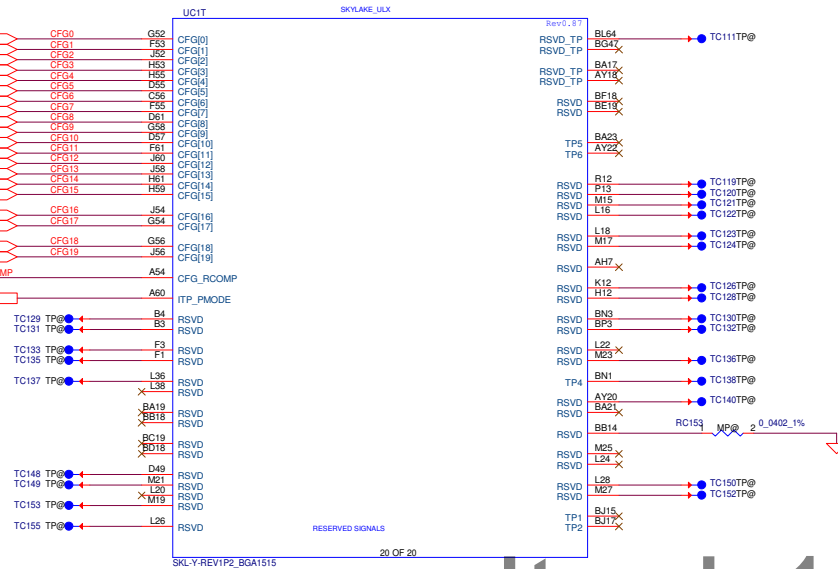 UC1T SKYLAKE_ULX
Rev0.87
CFG0 G52 CFG[0] RSVD_TP BL64 TC111TP@
CFG1 F53 CFG[1] RSVD_TP BG47
CFG2 J52 CFG[2]
CFG3 H53 CFG[3] RSVD_TP BA17
CFG4 H55 CFG[4] RSVD_TP AY18
CFG5 D55 CFG[5]
CFG6 C56 CFG[6] RSVD BF18
CFG7 F55 CFG[7] RSVD BE19
CFG8 D61 CFG[8]
CFG9 G58 CFG[9]
CFG10 D57 CFG[10] TP5 BA23
CFG11 F61 CFG[11] TP6 AY22
CFG12 J60 CFG[12]
CFG13 J58 CFG[13]
CFG14 H61 CFG[14] RSVD R12 TC119TP@
CFG15 H59 CFG[15] RSVD P13 TC120TP@
RSVD M15 TC121TP@
CFG16 J54 CFG[16] RSVD L16 TC122TP@
CFG17 G54 CFG[17]
RSVD L18 TC123TP@
CFG18 G56 CFG[18] RSVD M17 TC124TP@
CFG19 J56 CFG[19]
RSVD AH7
MP A54 CFG_RCOMP
RSVD K12 TC126TP@
A60 ITP_PMODE RSVD H12 TC128TP@
TC129 TP@ B4 RSVD RSVD BN3 TC130TP@
TC131 TP@ B3 RSVD RSVD BP3 TC132TP@
TC133 TP@ F3 RSVD RSVD L22
TC135 TP@ F1 RSVD RSVD M23 TC136TP@
TC137 TP@ L36 RSVD TP4 BN1 TC138TP@
L38 RSVD
RSVD AY20 TC140TP@
BA19 RSVD RSVD BA21
BB18 RSVD
RSVD BB14 RC153 1 MP@ 2 0_0402_1%
BC19 RSVD
BD18 RSVD RSVD M25
RSVD L24
TC148 TP@ D49 RSVD
TC149 TP@ M21 RSVD RSVD L28 TC150TP@
L20 RSVD RSVD M27 TC152TP@
TC153 TP@ M19 RSVD
TP1 BJ15
TC155 TP@ L26 RSVD RESERVED SIGNALS TP2 BJ17
20 OF 20
SKL-Y-REV1P2_BGA1515